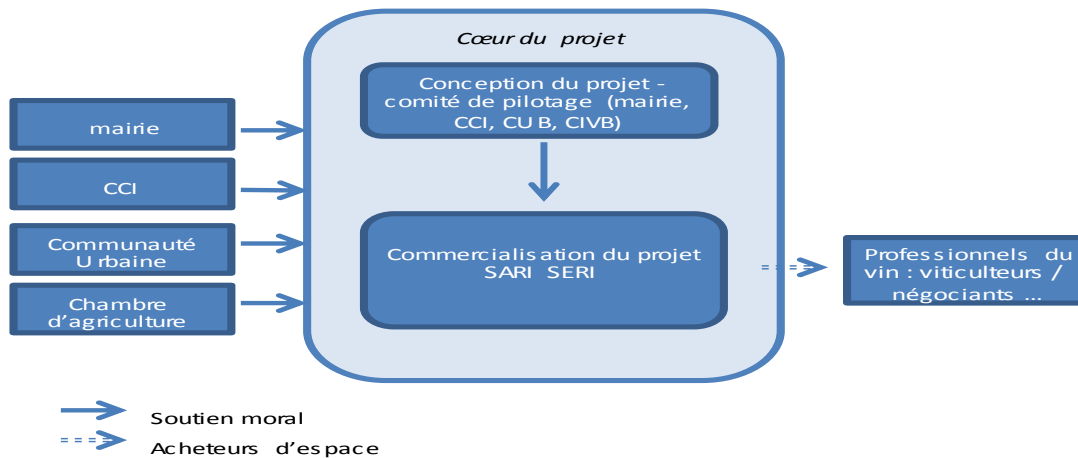 Cœur du projet
Conception du projet -
comité de pilotage (mairie,
CCI, CUB, CIVB)
mairie
CCI
Communauté
Urbaine
Chambre
d'agriculture
Commercialisation du projet
SARI SERI
Professionnels du
vin : viticulteurs /
négociants ...
Soutien moral
Acheteurs d'espace